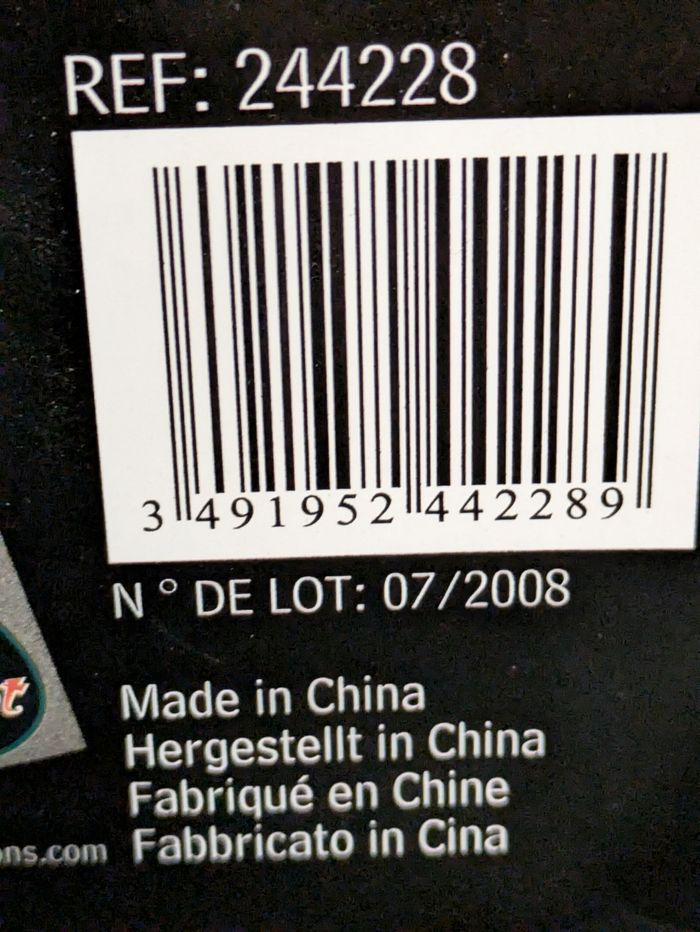 REF: 244228
3 491952 442289
N° DE LOT: 07/2008
Made in China
Hergestellt in China
Fabriqué en Chine
Fabbricato in Cina